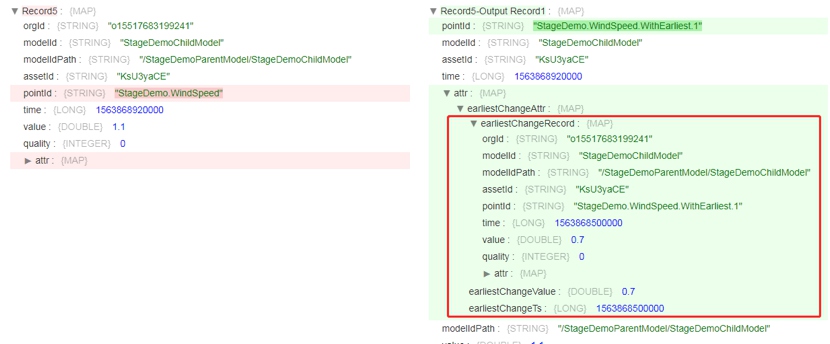 ▼ Record5 : {MAP}
orgId : {STRING} "o15517683199241"
modelId : {STRING} "StageDemoChildModel"
modelIdPath : {STRING} "/StageDemoParentModel/StageDemoChildModel"
assetId : {STRING} "KsU3yaCE"
pointId : {STRING} "StageDemo.WindSpeed"
time : {LONG} 1563868920000
value : {DOUBLE} 1.1
quality : {INTEGER} 0
▶ attr : {MAP}
▼ Record5-Output Record1 : {MAP}
pointId : {STRING} "StageDemo.WindSpeed.WithEarliest.1"
modelId : {STRING} "StageDemoChildModel"
assetId : {STRING} "KsU3yaCE"
time : {LONG} 1563868920000
▼ attr : {MAP}
▼ earliestChangeAttr : {MAP}
▼ earliestChangeRecord : {MAP}
orgId : {STRING} "o15517683199241"
modelId : {STRING} "StageDemoChildModel"
modelIdPath : {STRING} "/StageDemoParentModel/StageDemoChildModel"
assetId : {STRING} "KsU3yaCE"
pointId : {STRING} "StageDemo.WindSpeed.WithEarliest.1"
time : {LONG} 1563868500000
value : {DOUBLE} 0.7
quality : {INTEGER} 0
▶ attr : {MAP}
earliestChangeValue : {DOUBLE} 0.7
earliestChangeTs : {LONG} 1563868500000
modelIdPath : {STRING} "/StageDemoParentModel/StageDemoChildModel"